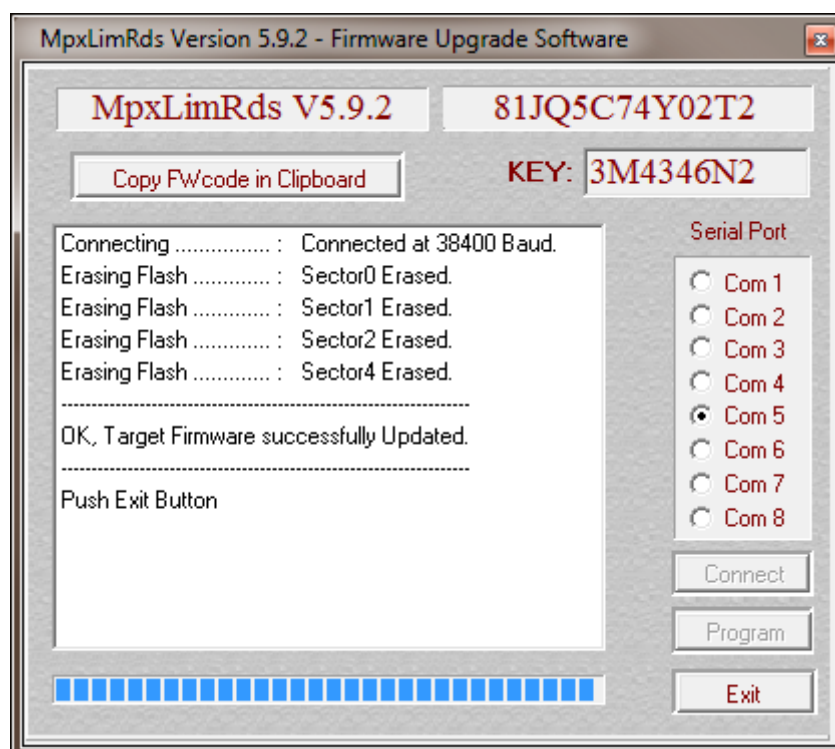 MpxLimRds Version 5.9.2 - Firmware Upgrade Software
MpxLimRds V5.9.2
81JQ5C74Y02T2
Copy FWcode in Clipboard
KEY: 3M4346N2
Connecting ................ : Connected at 38400 Baud.
Erasing Flash ............. : Sector0 Erased.
Erasing Flash ............. : Sector1 Erased.
Erasing Flash ............. : Sector2 Erased.
Erasing Flash ............. : Sector4 Erased.
--------------------------------------------------------------------
OK, Target Firmware successfully Updated.
--------------------------------------------------------------------
Push Exit Button
Serial Port
Com 1
Com 2
Com 3
Com 4
Com 5
Com 6
Com 7
Com 8
Connect
Program
Exit